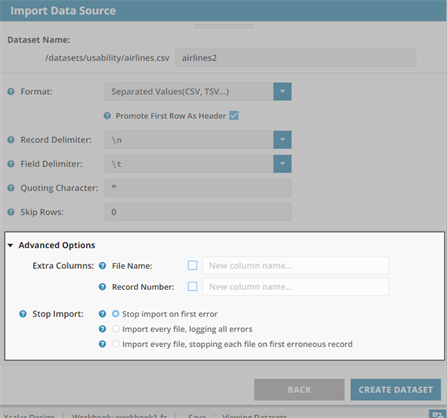 Import Data Source
Dataset Name:
/datasets/usability/airlines.csv airlines2
Format: Separated Values(CSV, TSV...)
Promote First Row As Header
Record Delimiter: \n
Field Delimiter: \t
Quoting Character: "
Skip Rows: 0
Advanced Options
Extra Columns: File Name: New column name...
Record Number: New column name...
Stop Import: Stop import on first error
Import every file, logging all errors
Import every file, stopping each file on first erroneous record
BACK CREATE DATASET
Xcalar Design | Workbook: workbook1 fs | Save | Viewing Datasets